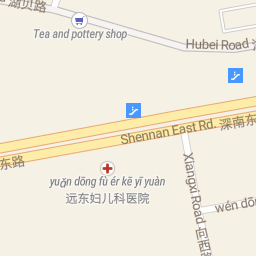 湖贝路
Tea and pottery shop
Hubei Road
Shennan East Rd. 深南东
东路
yuǎn dōng fù ér kē yī yuàn
远东妇儿科医院
Xiangxi Road 向西路
wén dō